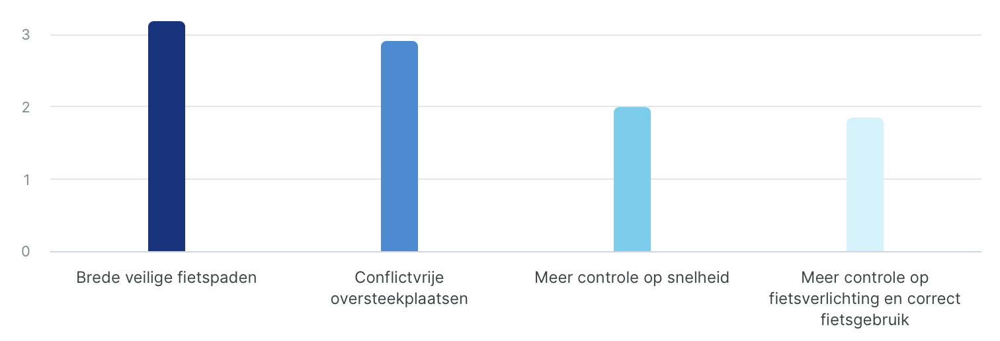 3
2
1
0
Brede veilige fietspaden
Conflictvrije
oversteekplaatsen
Meer controle op snelheid
Meer controle op
fietsverlichting en correct
fietsgebruik